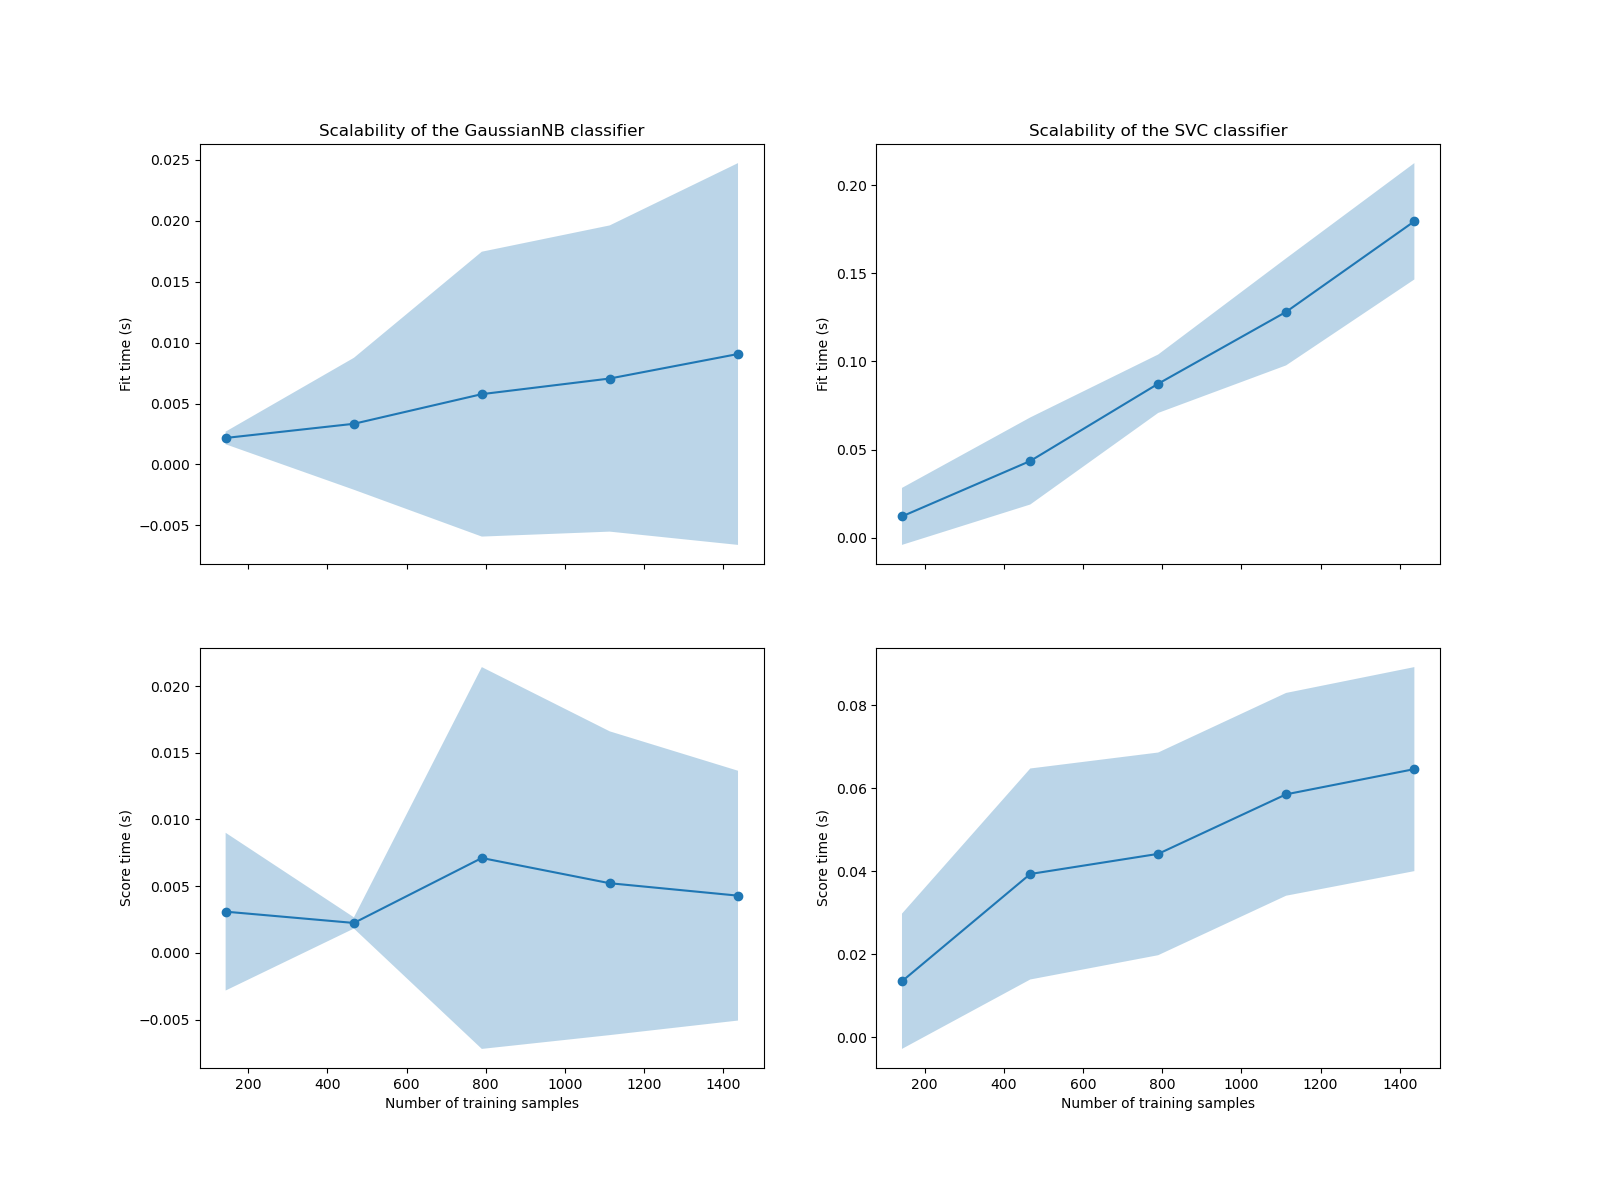 Scalability of the GaussianNB classifier
0.025
0.020
0.015
0.010
0.005
0.000
−0.005
Fit time (s)
Scalability of the SVC classifier
0.20
0.15
0.10
0.05
0.00
Fit time (s)
0.020
0.015
0.010
0.005
0.000
−0.005
Score time (s)
200 400 600 800 1000 1200 1400
Number of training samples
0.08
0.06
0.04
0.02
0.00
Score time (s)
200 400 600 800 1000 1200 1400
Number of training samples